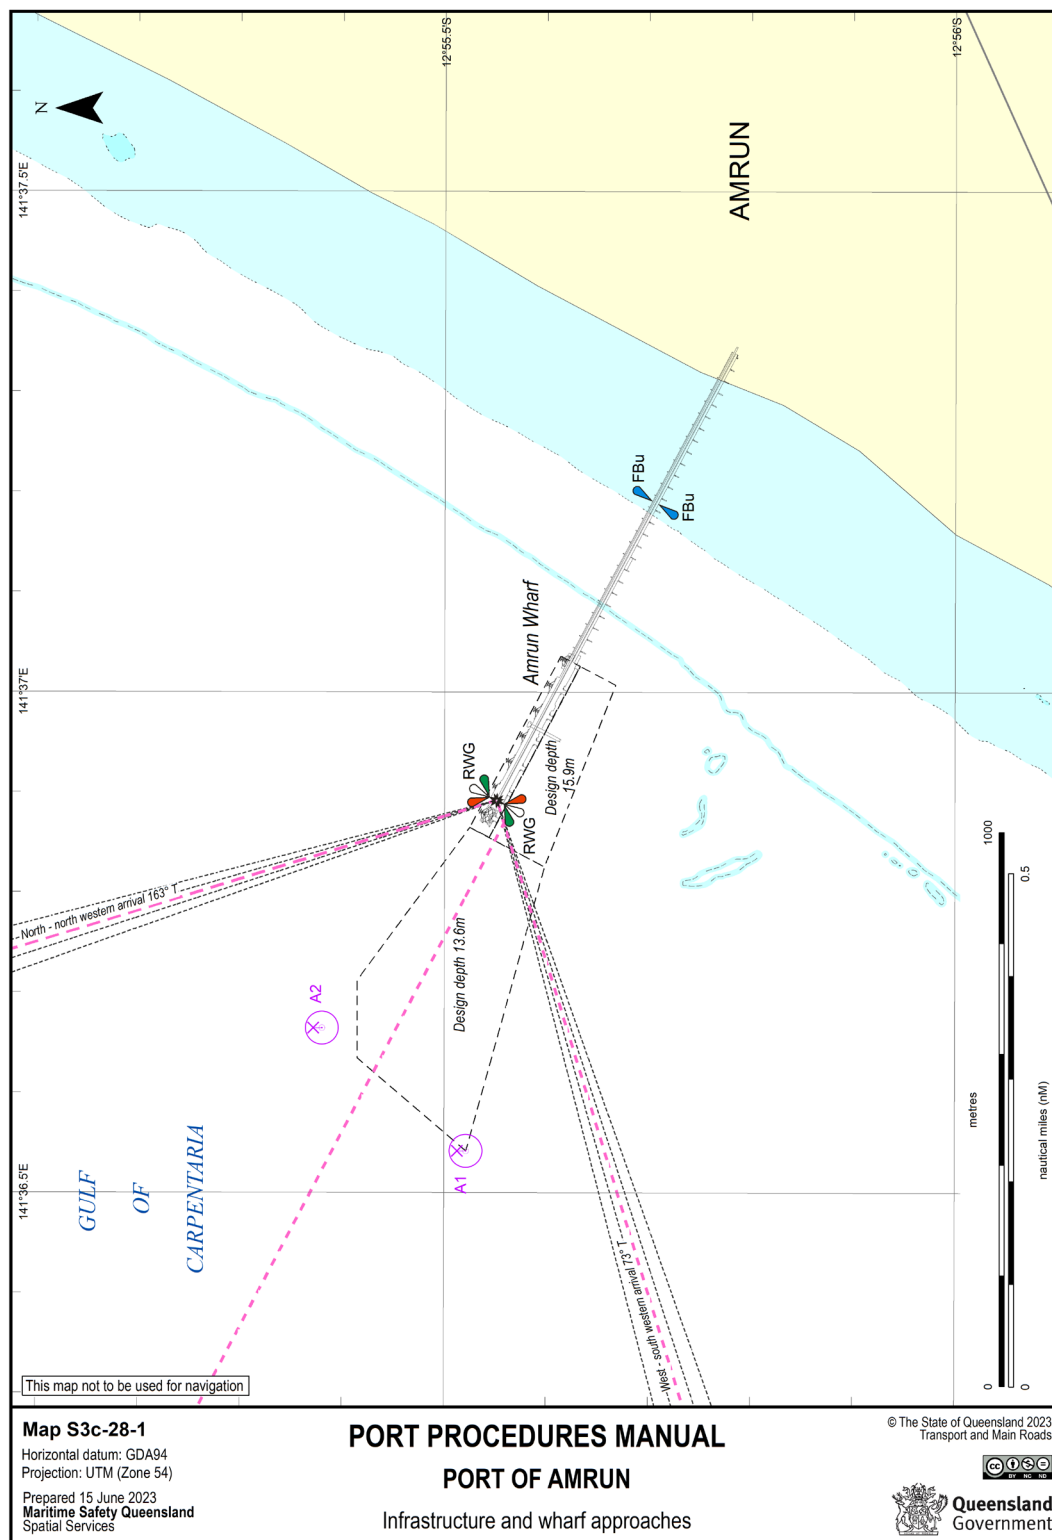 12°55.5'S
12°56'S
N
141°37.5'E
AMRUN
FBu
FBu
Amrun Wharf
141°37'E
RWG
Design depth
15.9m
RWG
North - north western arrival 163° T
Design depth 13.6m
A2
A1
1000
0.5
metres
nautical miles (nM)
0
0
141°36.5'E
GULF
OF
CARPENTARIA
West - south western arrival 73° T
This map not to be used for navigation
Map S3c-28-1
Horizontal datum: GDA94
Projection: UTM (Zone 54)
Prepared 15 June 2023
Maritime Safety Queensland
Spatial Services
PORT PROCEDURES MANUAL
PORT OF AMRUN
Infrastructure and wharf approaches
© The State of Queensland 2023
Transport and Main Roads
cc
BY NC ND
Queensland
Government